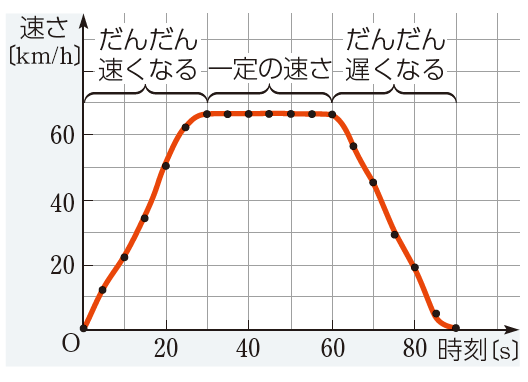 速さ
〔km/h〕
だんだん
速くなる
一定の速さ
だんだん
遅くなる
60
40
20
O
20
40
60
80
時刻〔s〕